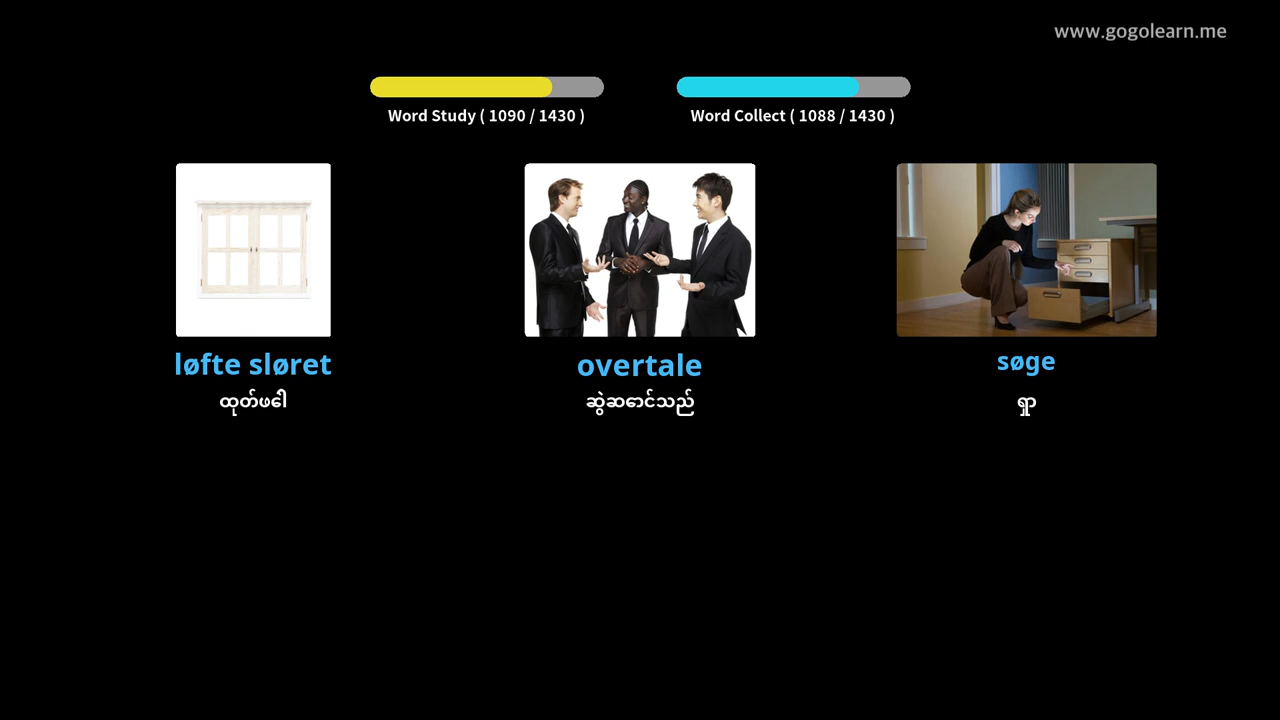 www.gogolearn.me
Word Study ( 1090 / 1430 )
Word Collect ( 1088 / 1430 )
løfte sløret
overtale
søge
ထုတ်ဖေါ်
ဆွဲဆောင်သည်
ရှာ